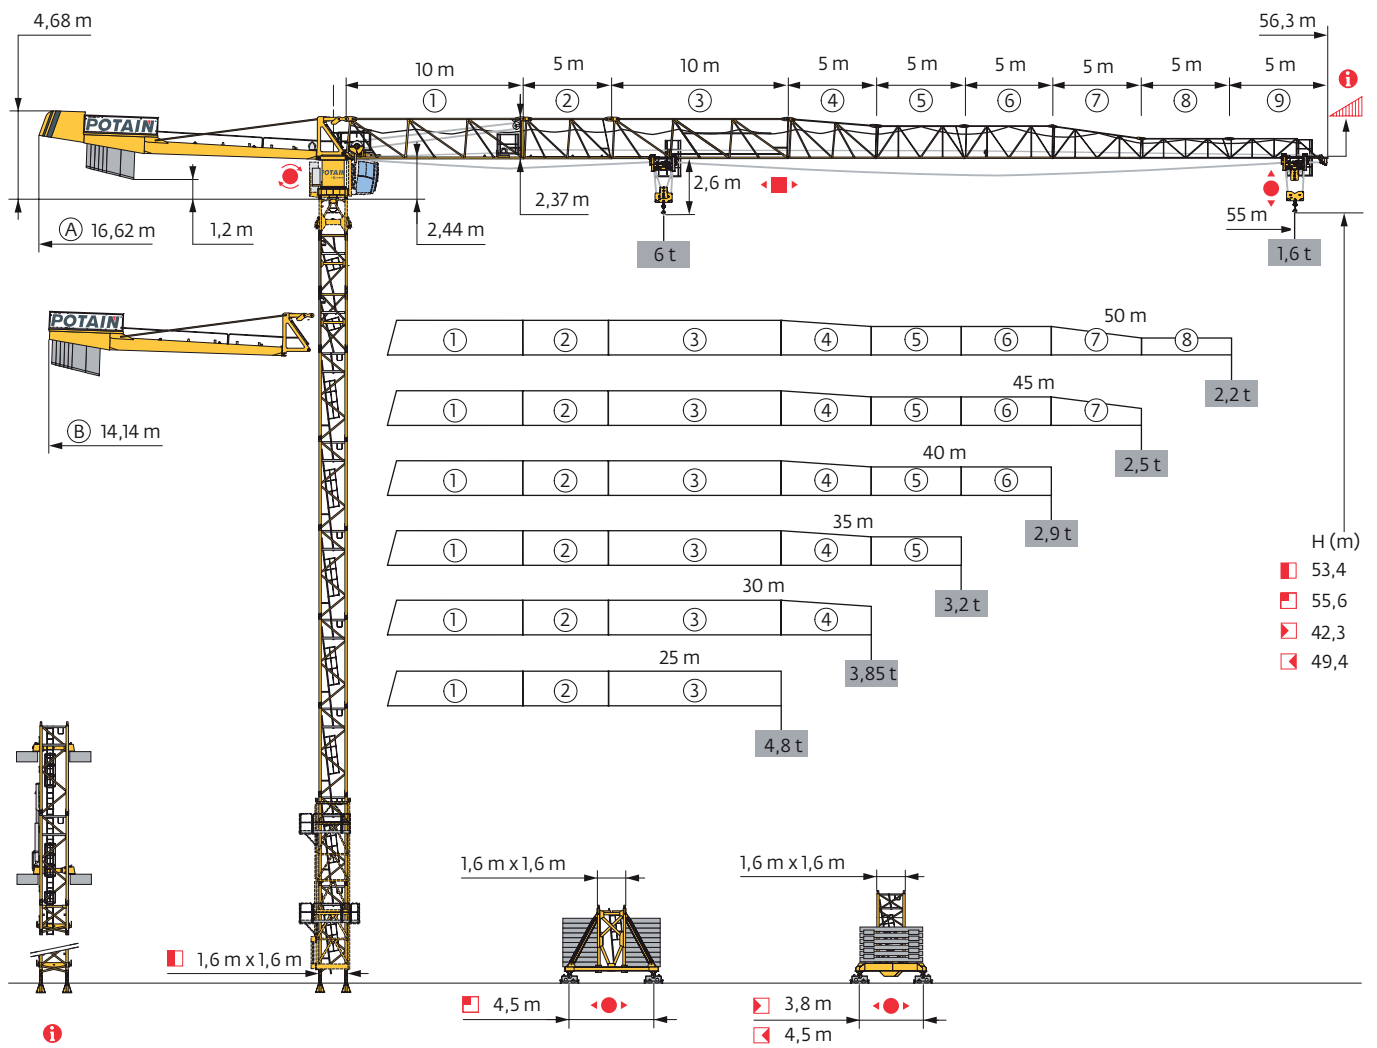 4,68 m
56,3 m
10 m
5 m
10 m
5 m
5 m
5 m
5 m
5 m
5 m
1
2
3
4
5
6
7
8
9
i
POTAIN
POTAIN
2,6 m
2,37 m
A 16,62 m
1,2 m
2,44 m
55 m
6 t
1,6 t
POTAIN
50 m
1 2 3 4 5 6 7 8
2,2 t
B 14,14 m
45 m
1 2 3 4 5 6 7
2,5 t
40 m
1 2 3 4 5 6
2,9 t
35 m
1 2 3 4 5
3,2 t
30 m
1 2 3 4
3,85 t
25 m
1 2 3
4,8 t
H (m)
53,4
55,6
42,3
49,4
1,6 m x 1,6 m
1,6 m x 1,6 m
1,6 m x 1,6 m
4,5 m
3,8 m
4,5 m
i